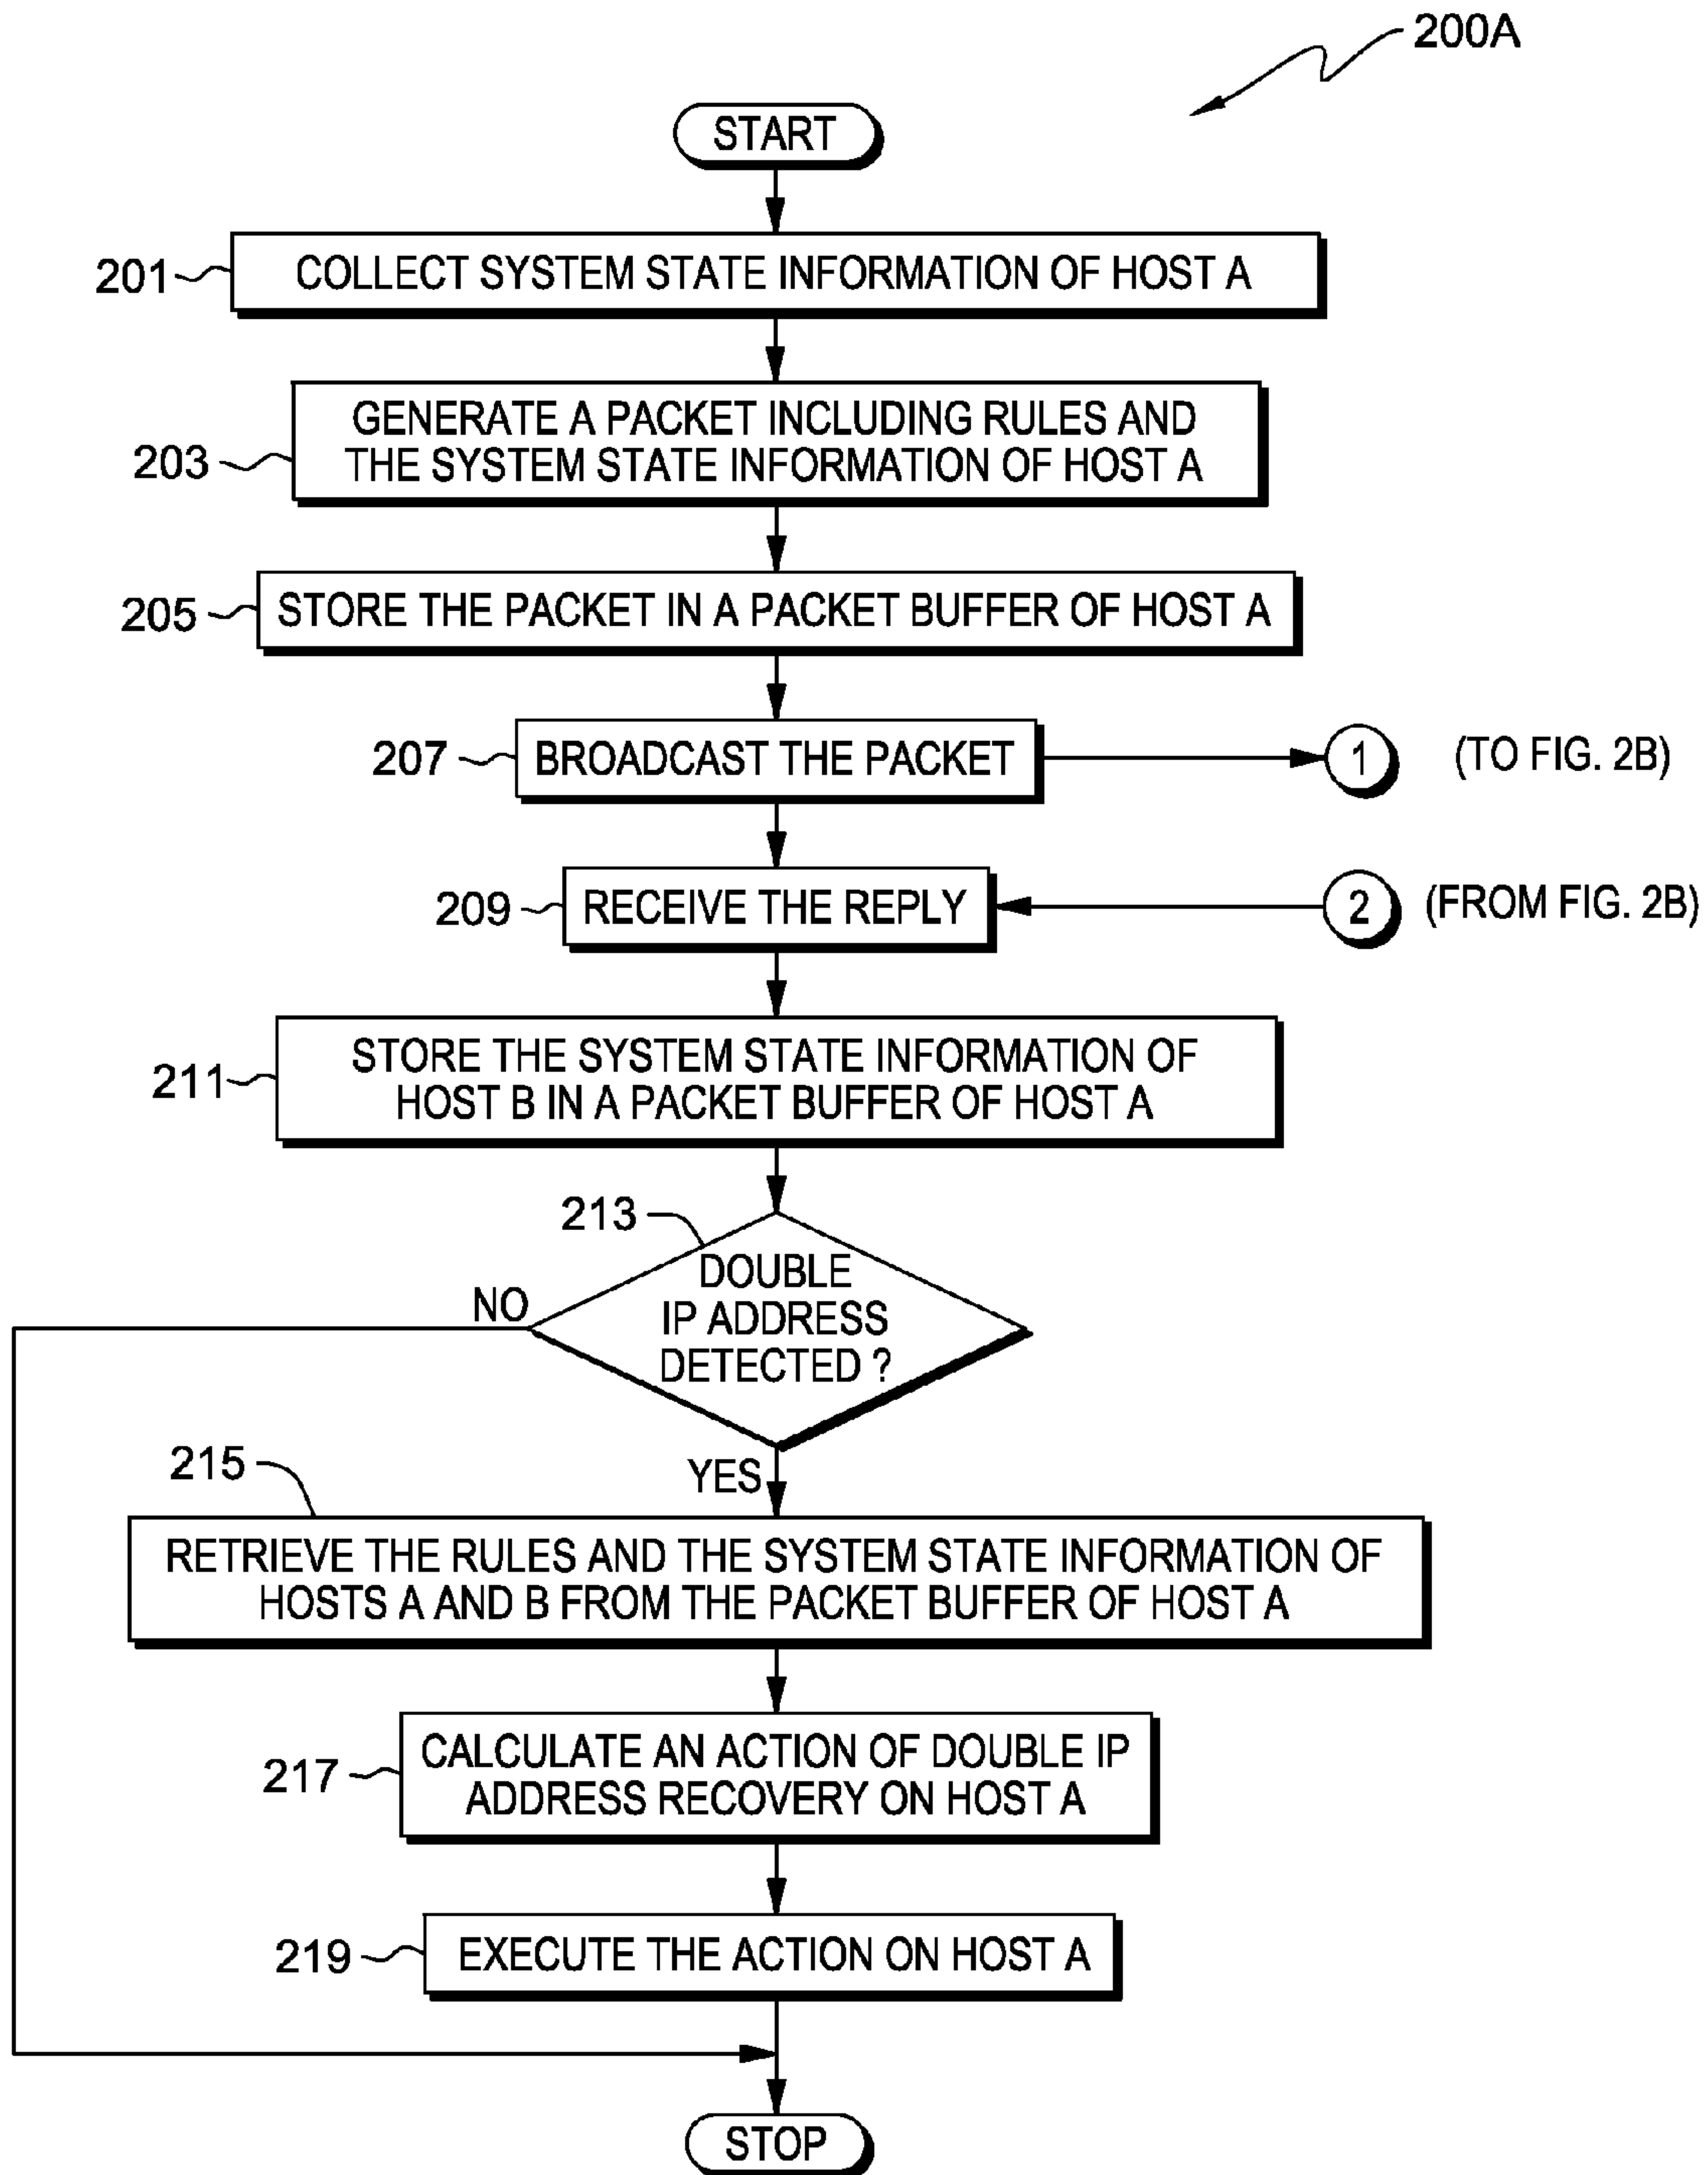 200A
START
201
COLLECT SYSTEM STATE INFORMATION OF HOST A
203
GENERATE A PACKET INCLUDING RULES AND
THE SYSTEM STATE INFORMATION OF HOST A
205
STORE THE PACKET IN A PACKET BUFFER OF HOST A
207
BROADCAST THE PACKET
1
(TO FIG. 2B)
209
RECEIVE THE REPLY
2
(FROM FIG. 2B)
211
STORE THE SYSTEM STATE INFORMATION OF
HOST B IN A PACKET BUFFER OF HOST A
213
DOUBLE
IP ADDRESS
DETECTED ?
NO
YES
215
RETRIEVE THE RULES AND THE SYSTEM STATE INFORMATION OF
HOSTS A AND B FROM THE PACKET BUFFER OF HOST A
217
CALCULATE AN ACTION OF DOUBLE IP
ADDRESS RECOVERY ON HOST A
219
EXECUTE THE ACTION ON HOST A
STOP